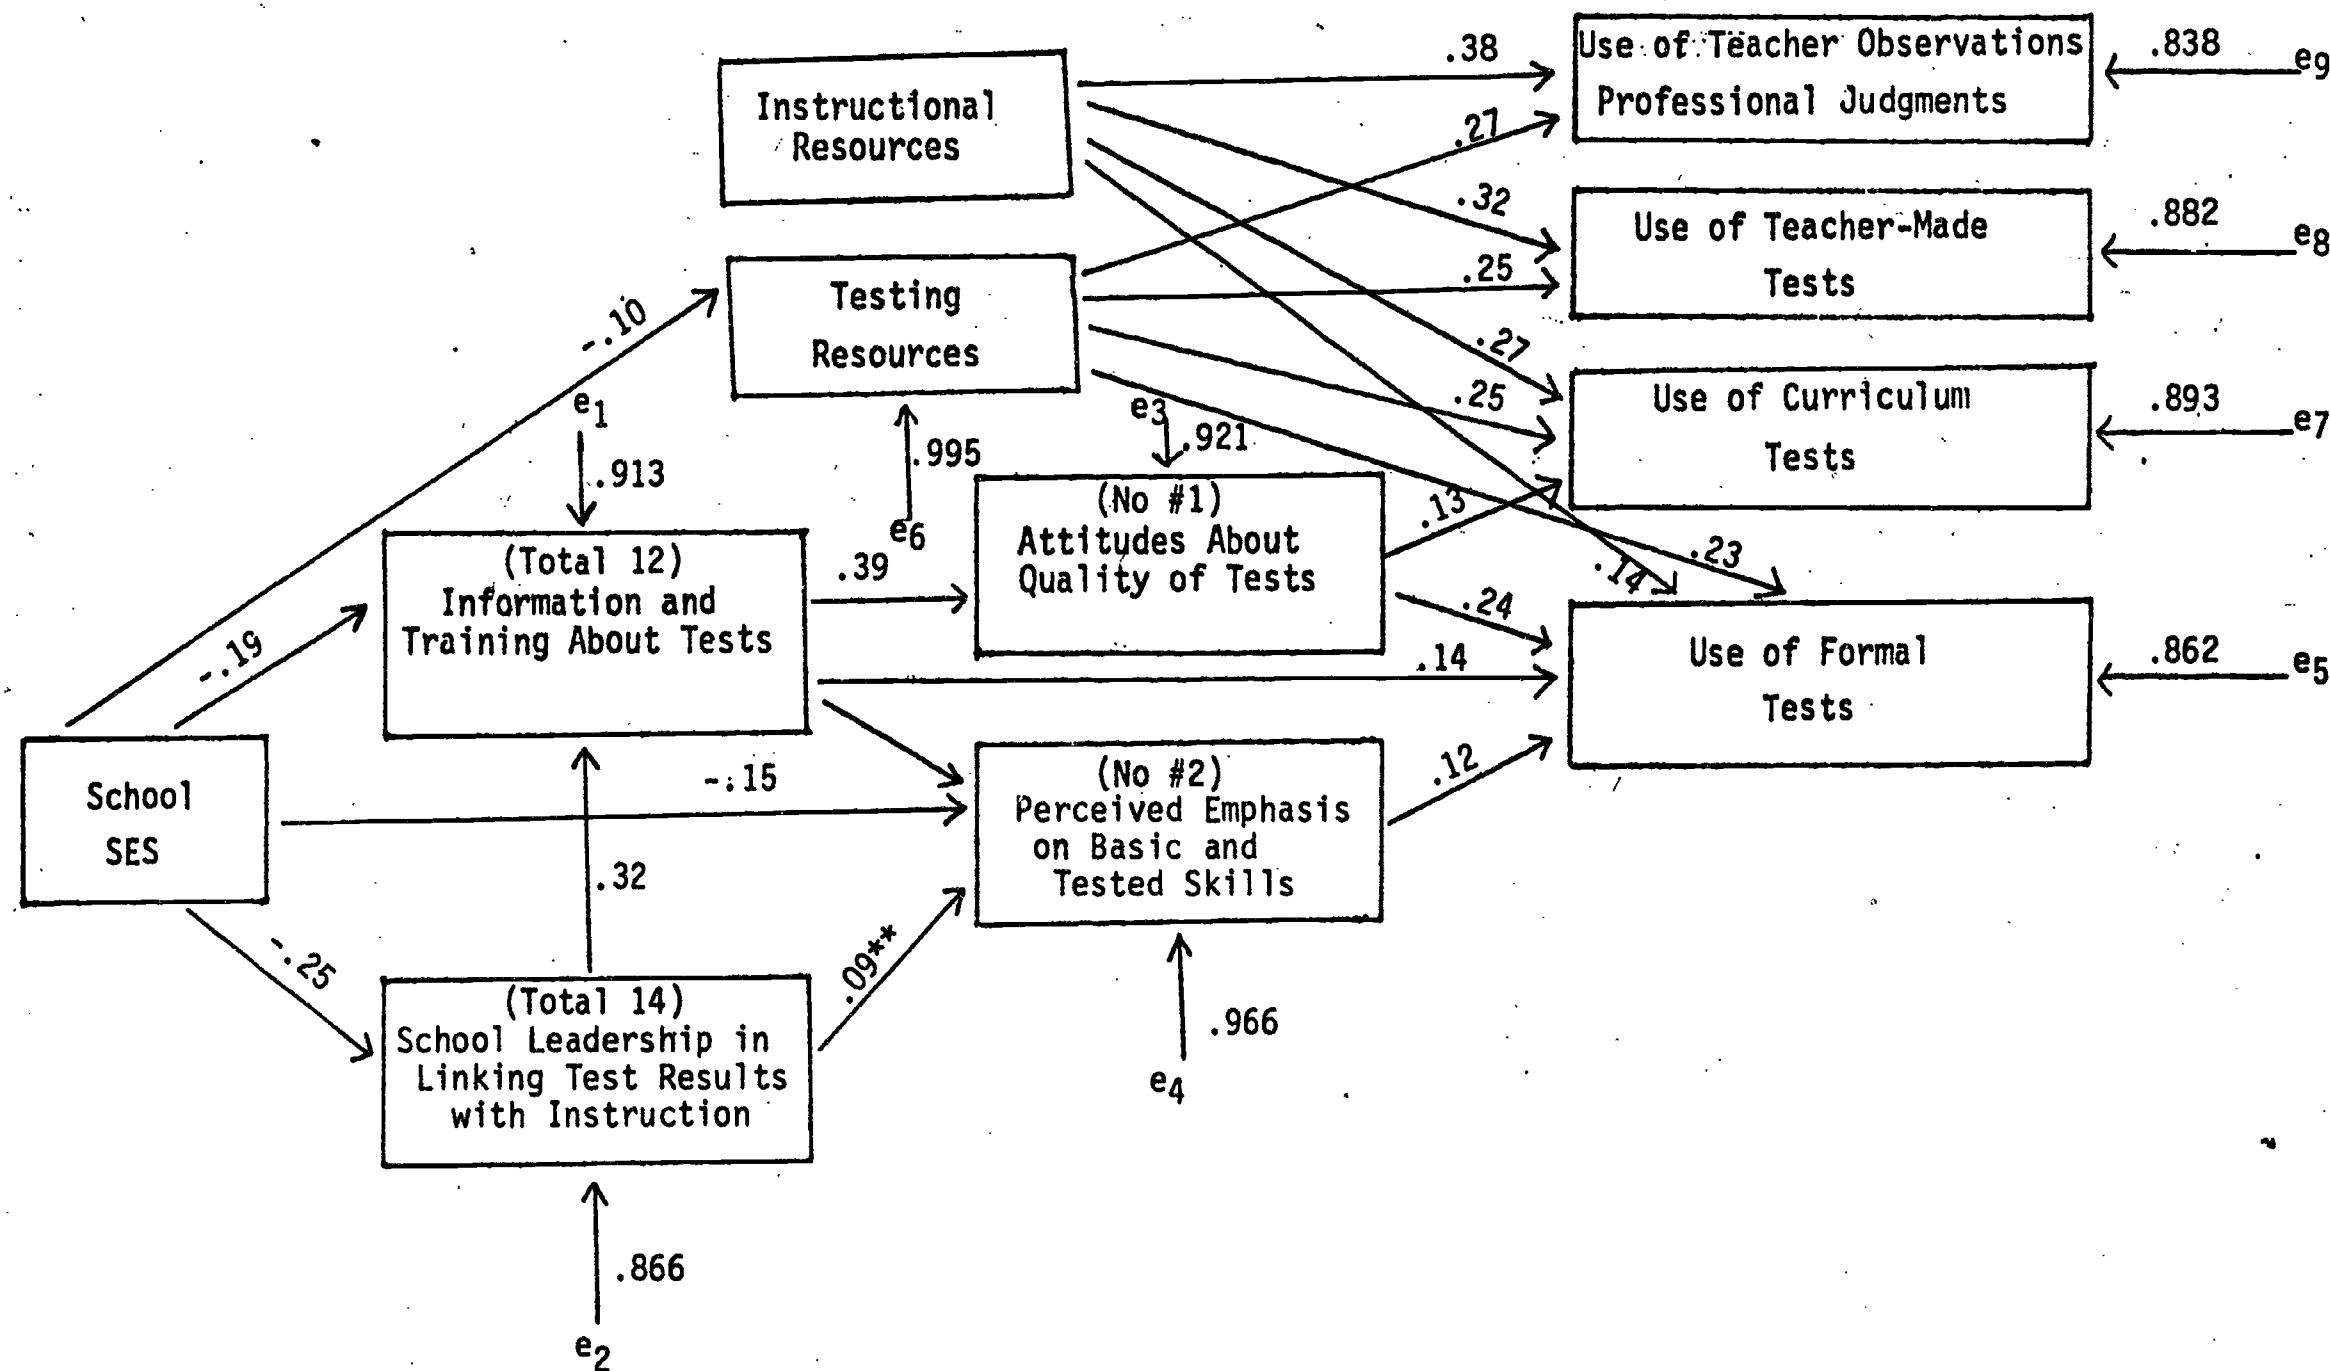 Instructional
Resources
.38
Use of Teacher Observations
Professional Judgments
.838
e9
.27
.32
Use of Teacher-Made
Tests
.882
e8
Testing
Resources
.25
-.10
.27
.25
Use of Curriculum
Tests
.893
e7
e1
.913
e3
.921
.995
e6
(Total 12)
Information and
Training About Tests
.39
(No #1)
Attitudes About
Quality of Tests
.13
.14
.23
.24
.14
Use of Formal
Tests
.862
e5
-.19
School
SES
-.15
(No #2)
Perceived Emphasis
on Basic and
Tested Skills
.12
.32
-.25
.09**
(Total 14)
School Leadership in
Linking Test Results
with Instruction
.966
e4
.866
e2